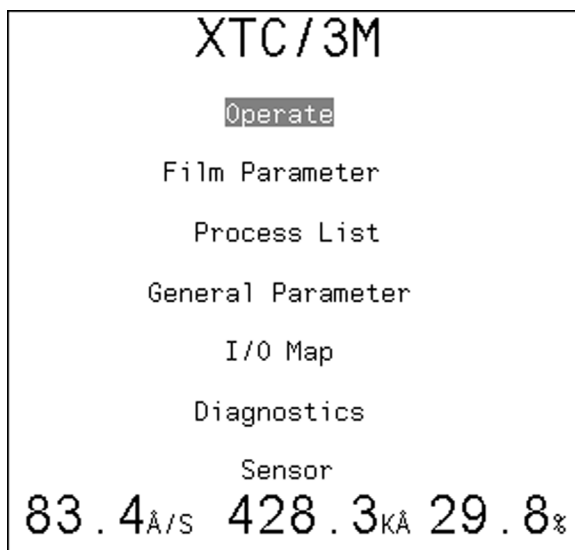 XTC/3M
Operate
Film Parameter
Process List
General Parameter
I/O Map
Diagnostics
Sensor
83.4Å/S 428.3KÅ 29.8%